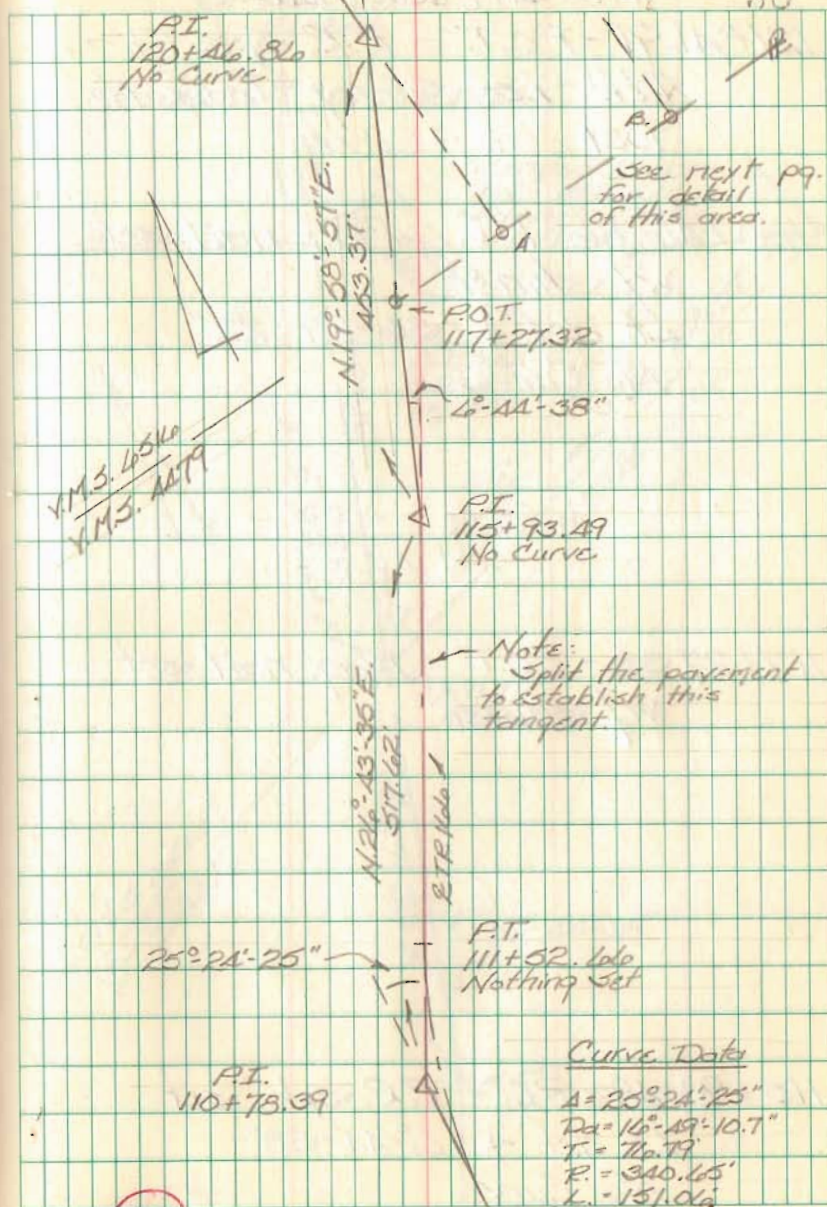 P.I.
120+46.86
No Curve
B.
See next pg.
for detail
of this area.
A
N.19°-58'-57"E.
453.37'
P.O.T.
117+27.32
6°-44'-38"
V.M.S. 6516
V.M.S. 4479
P.I.
115+93.49
No Curve
Note:
Split the pavement
to establish this
tangent.
N.26°-43'-35"E.
517.62'
℄ T.R. 166
25°-24'-25"
P.T.
111+52.66
Nothing Set
P.I.
110+78.39
Curve Data
Δ = 25°-24'-25"
Da = 16°-49'-10.7"
T = 76.79'
R. = 340.65'
L. = 151.06'